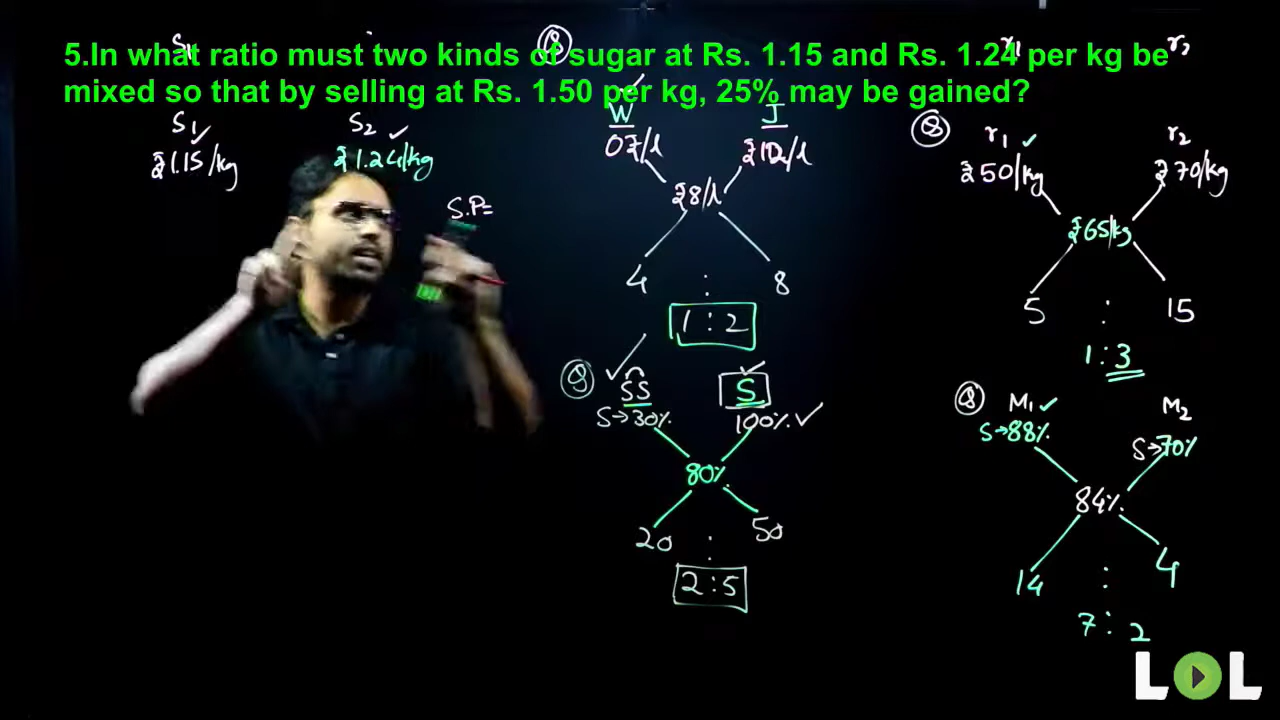 5.In what ratio must two kinds of sugar at Rs. 1.15 and Rs. 1.24 per kg be
mixed so that by selling at Rs. 1.50 per kg, 25% may be gained?
S1 S2
₹1.15/kg ₹1.24/kg
S.P=
Q
W J
0₹/l ₹12/l
₹8/l
4 : 8
1 : 2
Q
SS S
S→30% 100%
80%
20 : 50
2 : 5
r1 r2
Q
r1 r2
₹50/kg ₹70/kg
₹65/kg
5 : 15
1 : 3
Q M1 M2
S→88% S→70%
84%
14 : 4
7 : 2
LOL